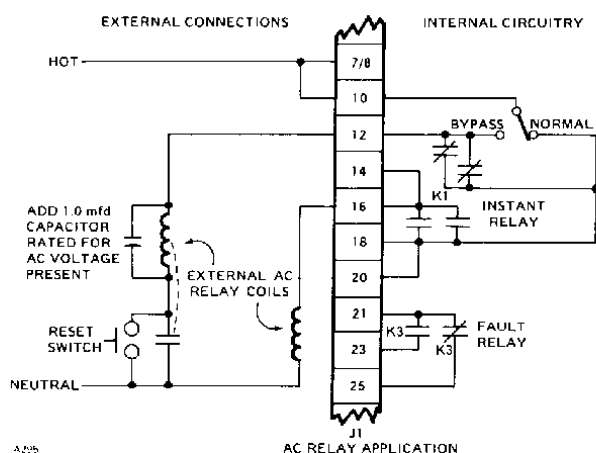 EXTERNAL CONNECTIONS
INTERNAL CIRCUITRY
HOT
7/8
10
12
BYPASS
NORMAL
14
K1
16
INSTANT
RELAY
ADD 1.0 mfd
CAPACITOR
RATED FOR
AC VOLTAGE
PRESENT
18
EXTERNAL AC
RELAY COILS
20
21
K3
FAULT
RELAY
RESET
SWITCH
23
K3
NEUTRAL
25
J1
AC RELAY APPLICATION